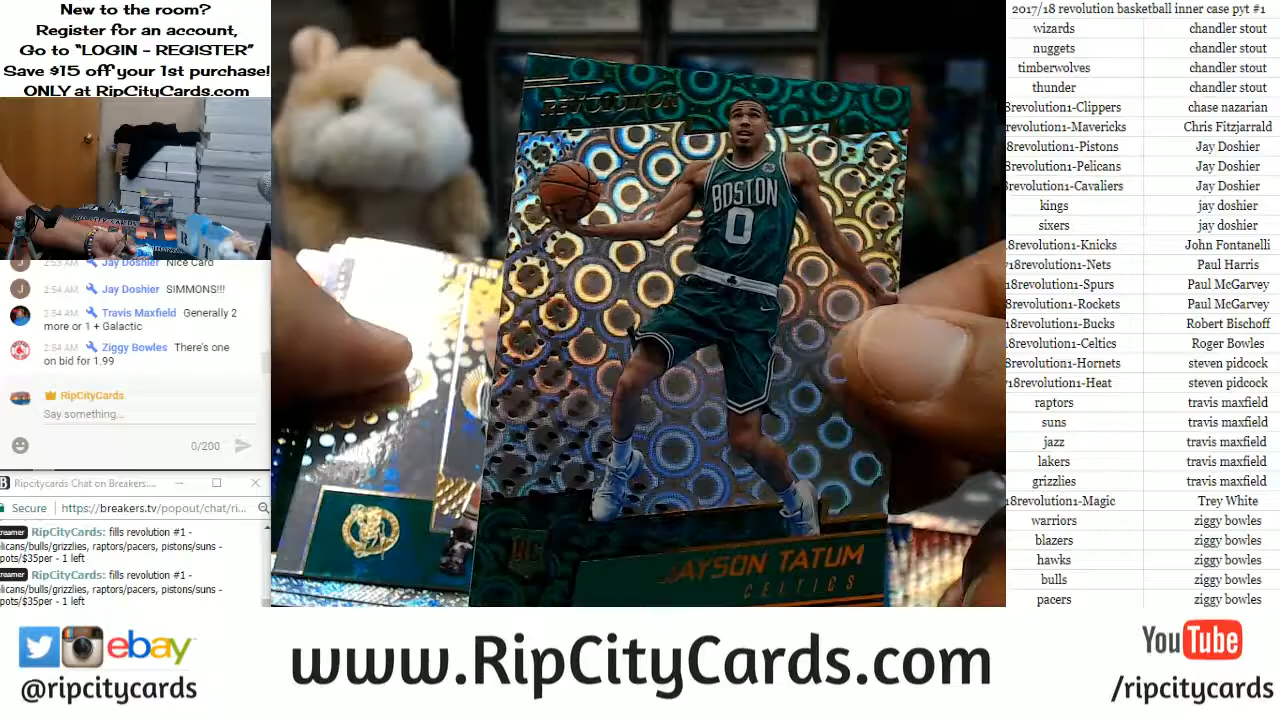 New to the room?
Register for an account,
Go to "LOGIN - REGISTER"
Save $15 off your 1st purchase!
ONLY at RipCityCards.com
2:53 AM Jay Doshier Nice Card
J 2:54 AM Jay Doshier SIMMONS!!!
2:54 AM Travis Maxfield Generally 2
more or 1 + Galactic
2:54 AM Ziggy Bowles There's one
on bid for 1.99
RipCityCards
Say something...
0/200
Ripcitycards Chat on Breakers....
Secure https://breakers.tv/popout/chat/ri...
reamer RipCityCards: fills revolution #1 -
licans/bulls/grizzlies, raptors/pacers, pistons/suns -
pots/$35per - 1 left
reamer RipCityCards: fills revolution #1 -
licans/bulls/grizzlies, raptors/pacers, pistons/suns -
pots/$35per - 1 left
REVOLUTION
BOSTON
0
RC
JAYSON TATUM
CELTICS
2017/18 revolution basketball inner case pyt #1
wizards chandler stout
nuggets chandler stout
timberwolves chandler stout
thunder chandler stout
8revolution1-Clippers chase nazarian
revolution1-Mavericks Chris Fitzjarrald
8revolution1-Pistons Jay Doshier
8revolution1-Pelicans Jay Doshier
8revolution1-Cavaliers Jay Doshier
kings jay doshier
sixers jay doshier
18revolution1-Knicks John Fontanelli
18revolution1-Nets Paul Harris
18revolution1-Spurs Paul McGarvey
18revolution1-Rockets Paul McGarvey
18revolution1-Bucks Robert Bischoff
18revolution1-Celtics Roger Bowles
18revolution1-Hornets steven pidcock
18revolution1-Heat steven pidcock
raptors travis maxfield
suns travis maxfield
jazz travis maxfield
lakers travis maxfield
grizzlies travis maxfield
18revolution1-Magic Trey White
warriors ziggy bowles
blazers ziggy bowles
hawks ziggy bowles
bulls ziggy bowles
pacers ziggy bowles
ebay
@ripcitycards
www.RipCityCards.com
YouTube
/ripcitycards